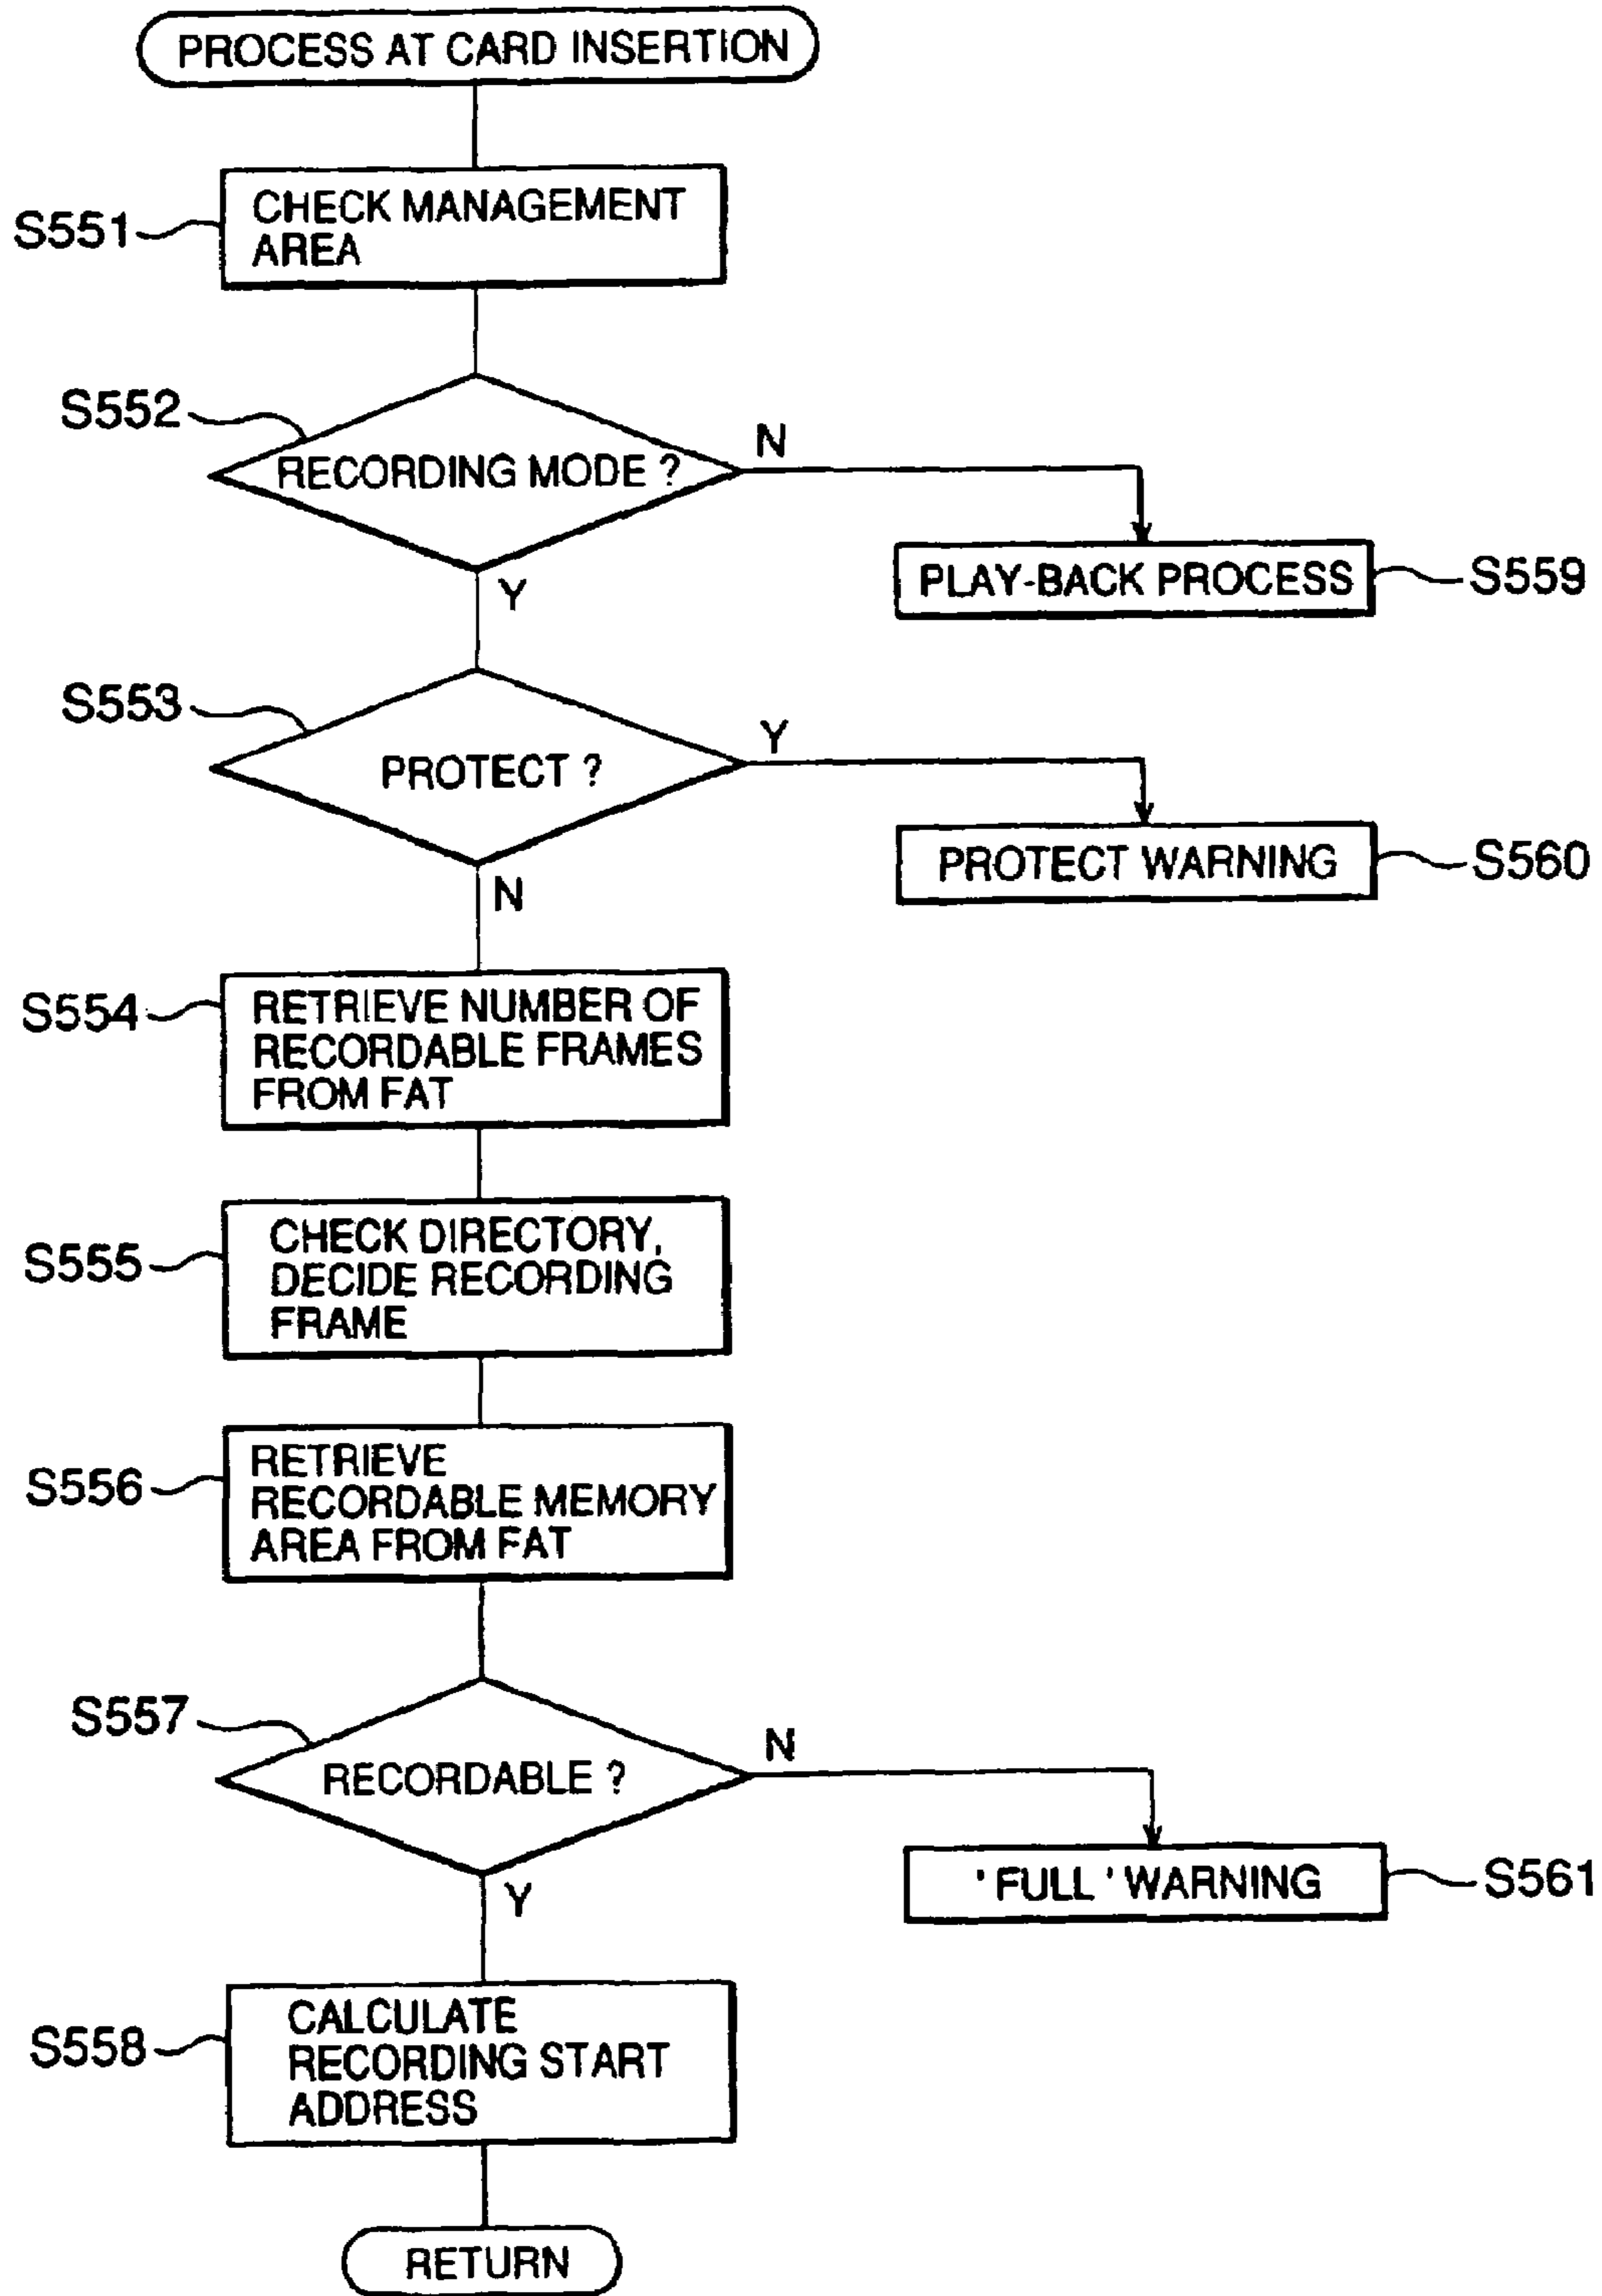 PROCESS AT CARD INSERTION
S551
CHECK MANAGEMENT
AREA
S552
RECORDING MODE ?
N
Y
PLAY-BACK PROCESS
S559
S553
PROTECT ?
Y
N
PROTECT WARNING
S560
S554
RETRIEVE NUMBER OF
RECORDABLE FRAMES
FROM FAT
S555
CHECK DIRECTORY,
DECIDE RECORDING
FRAME
S556
RETRIEVE
RECORDABLE MEMORY
AREA FROM FAT
S557
RECORDABLE ?
N
Y
' FULL ' WARNING
S561
S558
CALCULATE
RECORDING START
ADDRESS
RETURN